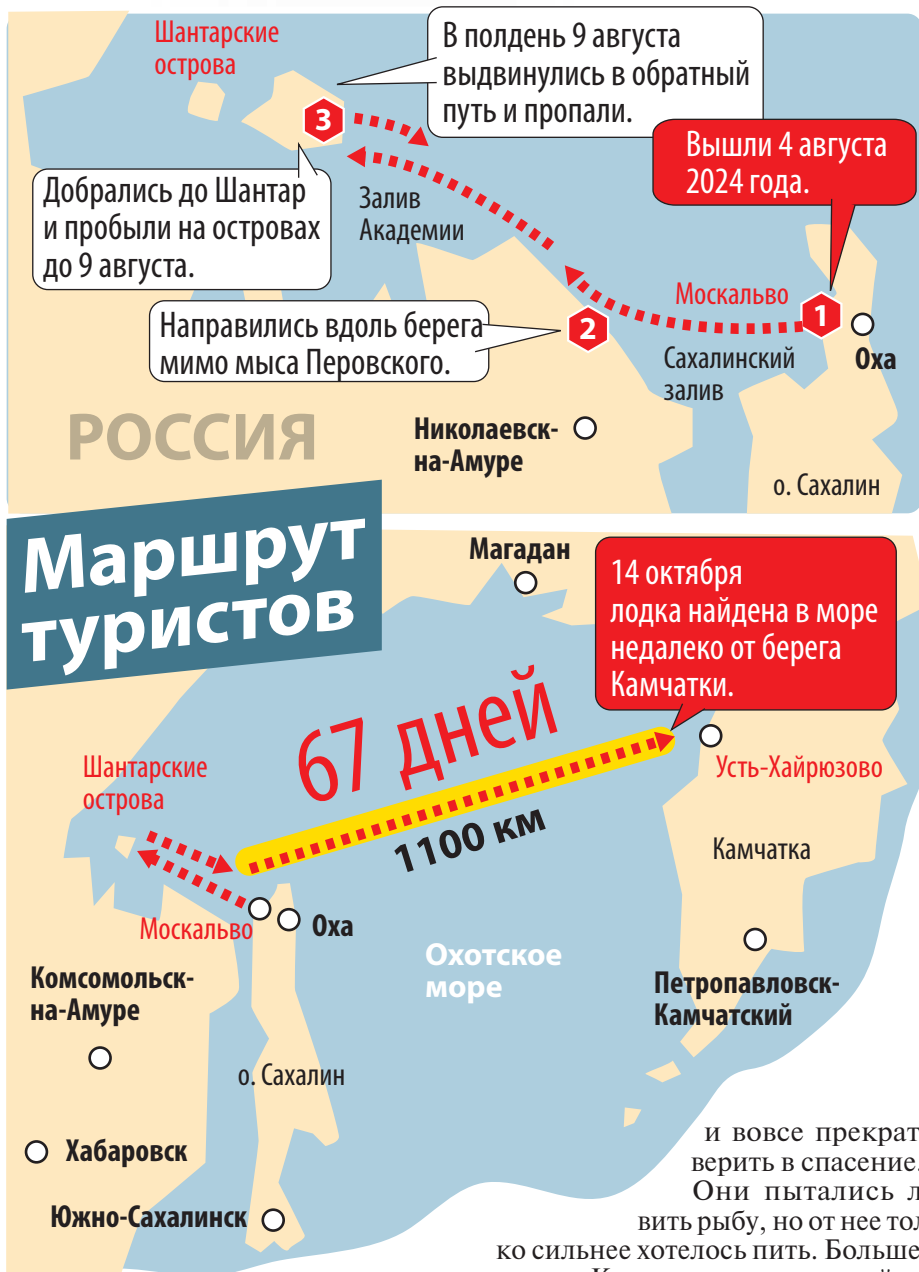 Шантарские
острова
В полдень 9 августа
выдвинулись в обратный
путь и пропали.
3
Вышли 4 августа
2024 года.
Добрались до Шантар
и пробыли на островах
до 9 августа.
Залив
Академии
Москальво
1
Направились вдоль берега
мимо мыса Перовского.
2
Сахалинский
залив
Оха
РОССИЯ
Николаевск-
на-Амуре
о. Сахалин
Маршрут
туристов
Магадан
14 октября
лодка найдена в море
недалеко от берега
Камчатки.
67 дней
1100 км
Шантарские
острова
Усть-Хайрюзово
Камчатка
Москальво
Оха
Охотское
море
Комсомольск-
на-Амуре
Петропавловск-
Камчатский
о. Сахалин
Хабаровск
Южно-Сахалинск
и вовсе прекрат
верить в спасение.
Они пытались л
вить рыбу, но от нее тол
ко сильнее хотелось пить. Больше